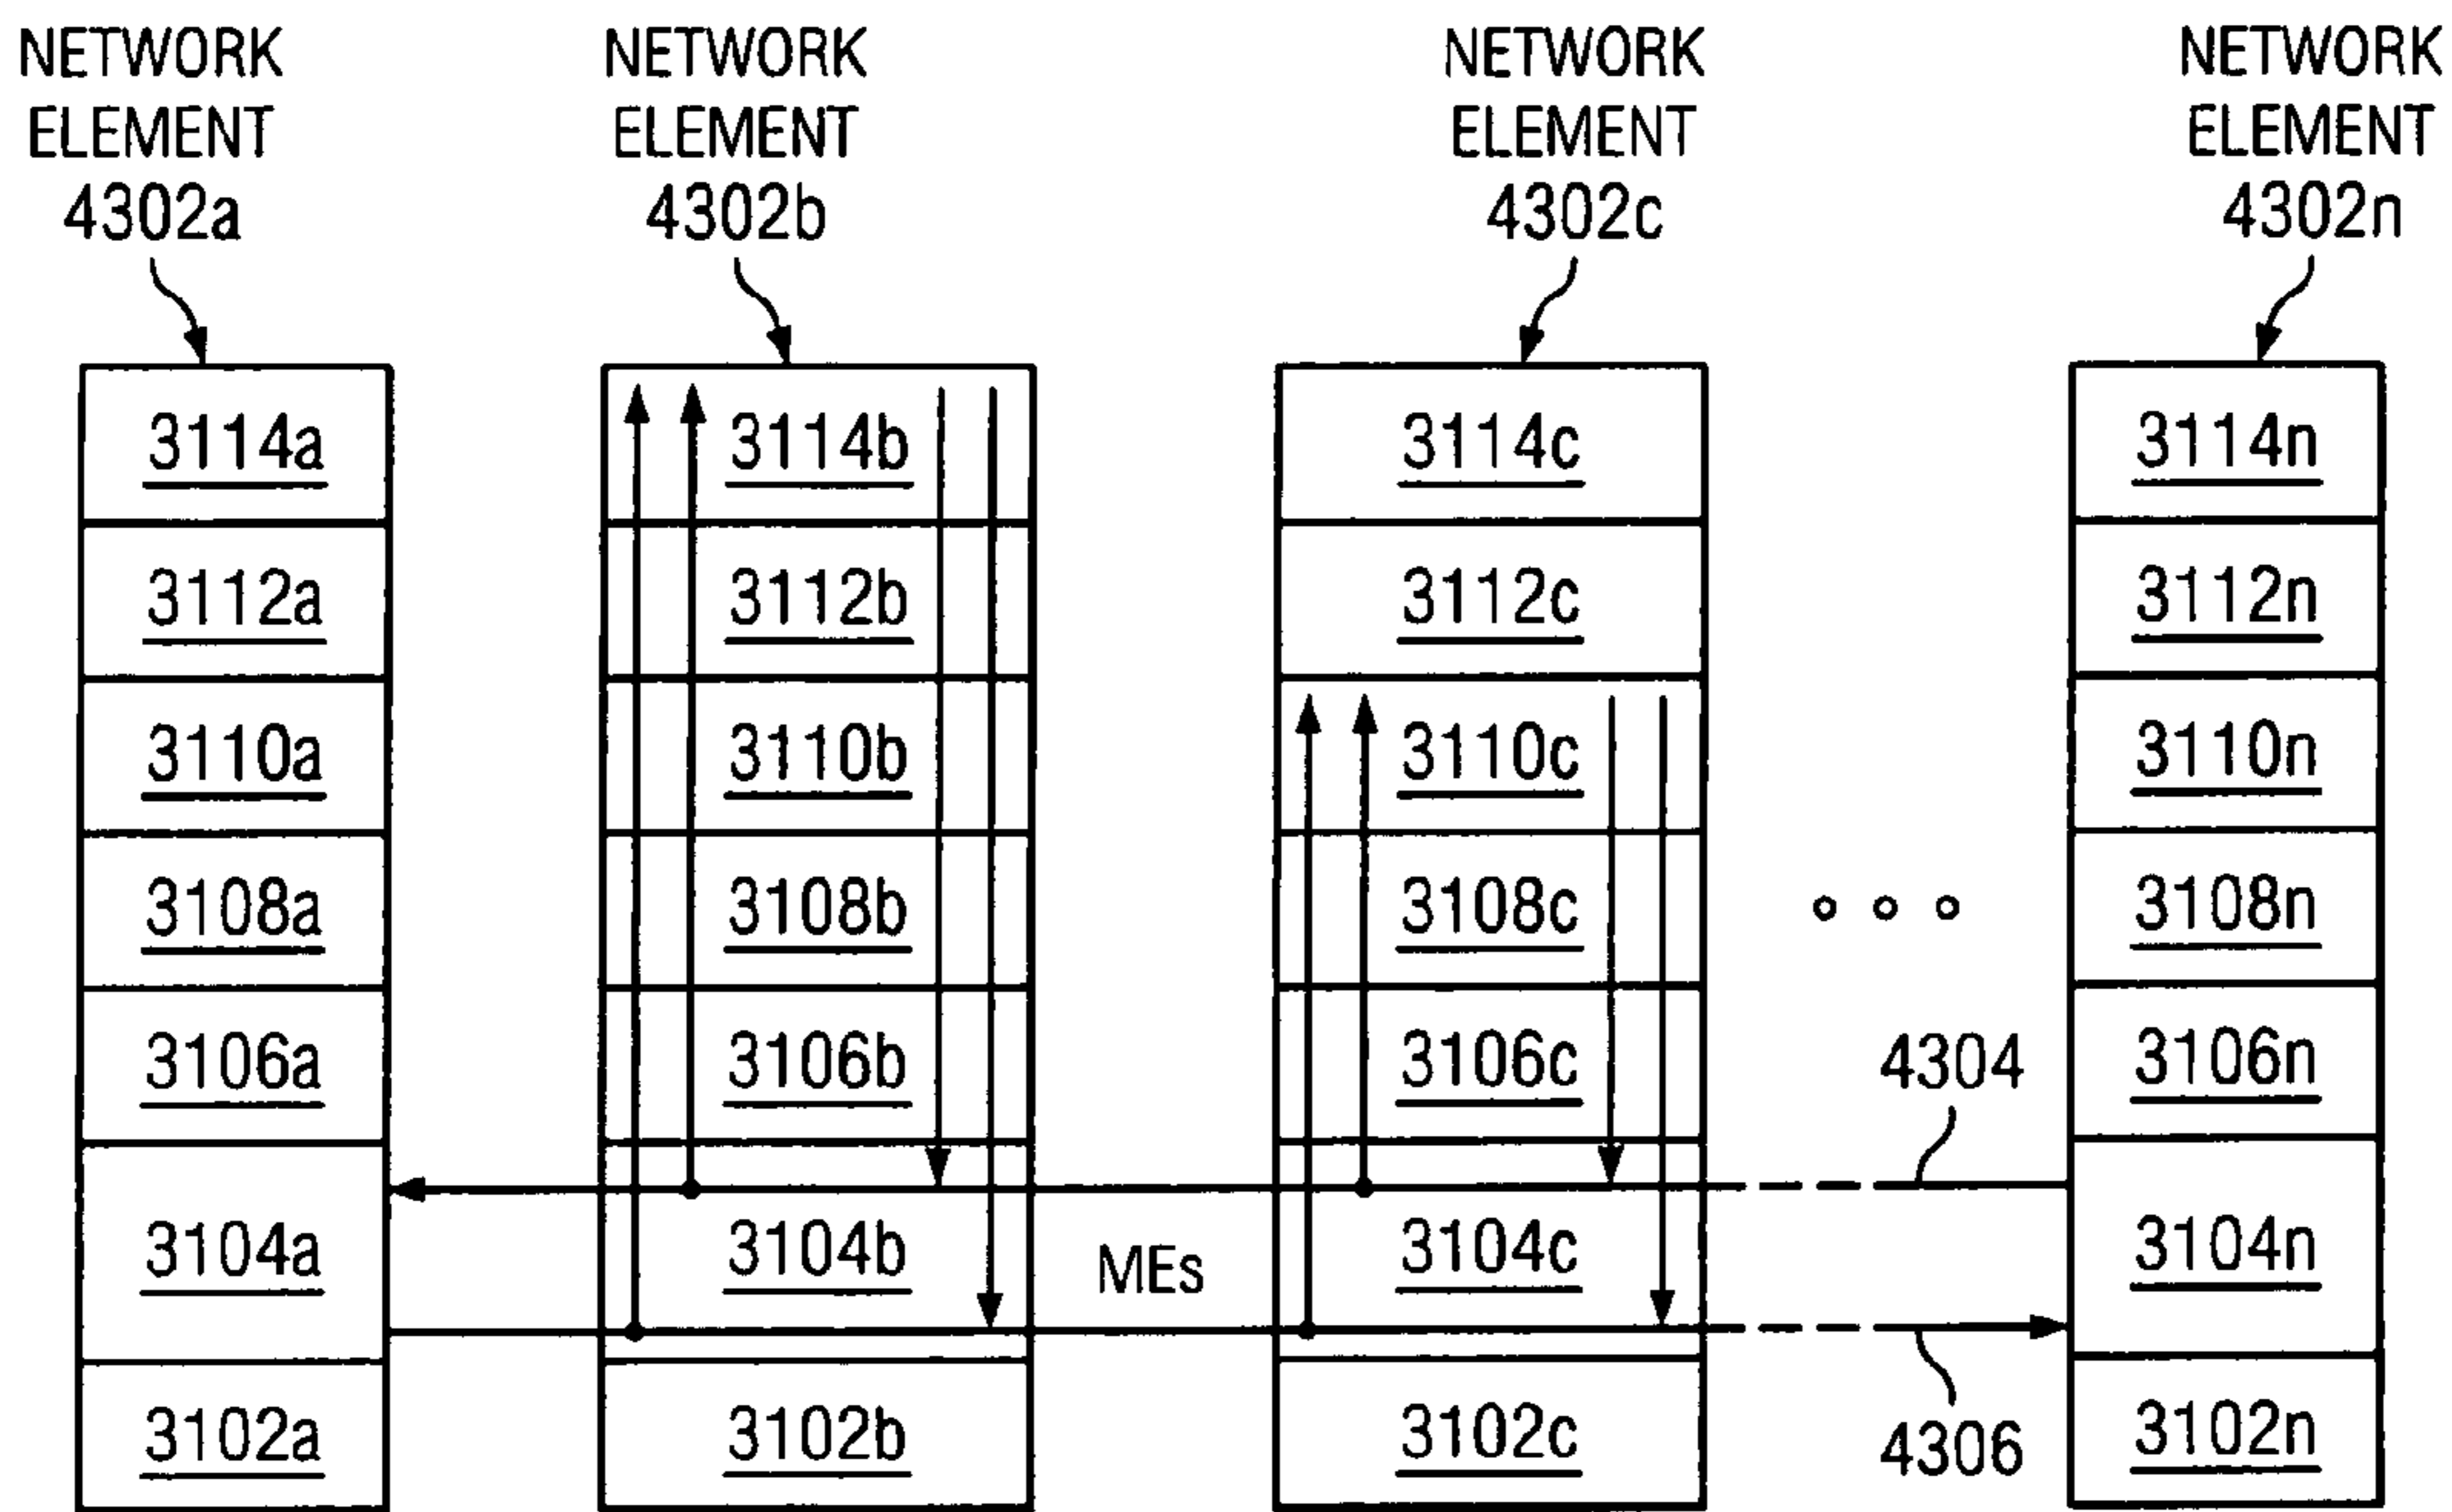 NETWORK
ELEMENT
4302a
NETWORK
ELEMENT
4302b
NETWORK
ELEMENT
4302c
NETWORK
ELEMENT
4302n
3114a
3114b
3114c
3114n
3112a
3112b
3112c
3112n
3110a
3110b
3110c
3110n
3108a
3108b
3108c
3108n
3106a
3106b
3106c
4304
3106n
3104a
3104b
MEs
3104c
3104n
3102a
3102b
3102c
4306
3102n